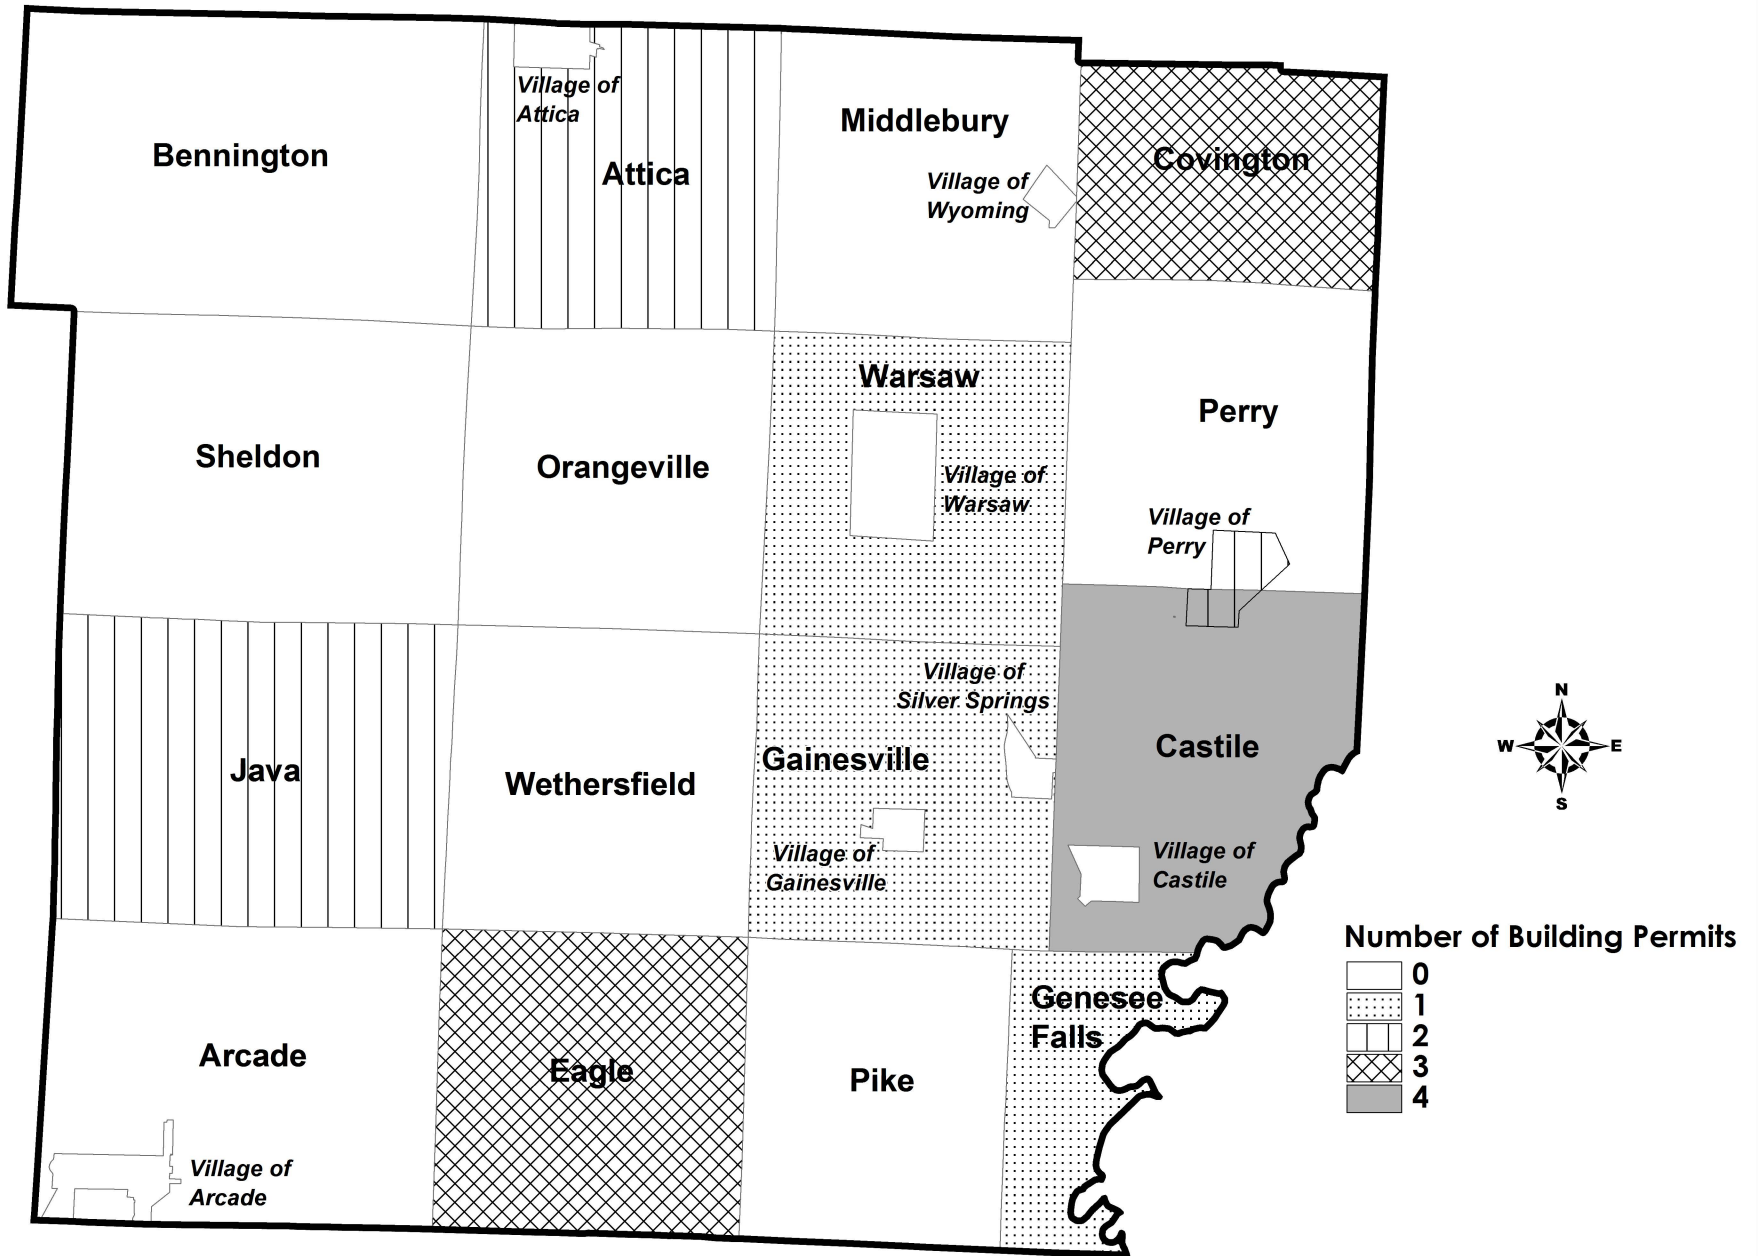 Village of
Attica
Middlebury
Bennington
Attica
Covington
Village of
Wyoming
Warsaw
Perry
Sheldon
Orangeville
Village of
Warsaw
Village of
Perry
Village of
Silver Springs
Java
Wethersfield
Gainesville
Castile
Village of
Gainesville
Village of
Castile
Genesee
Falls
Arcade
Eagle
Pike
Village of
Arcade
N
W E
S
Number of Building Permits
0
1
2
3
4